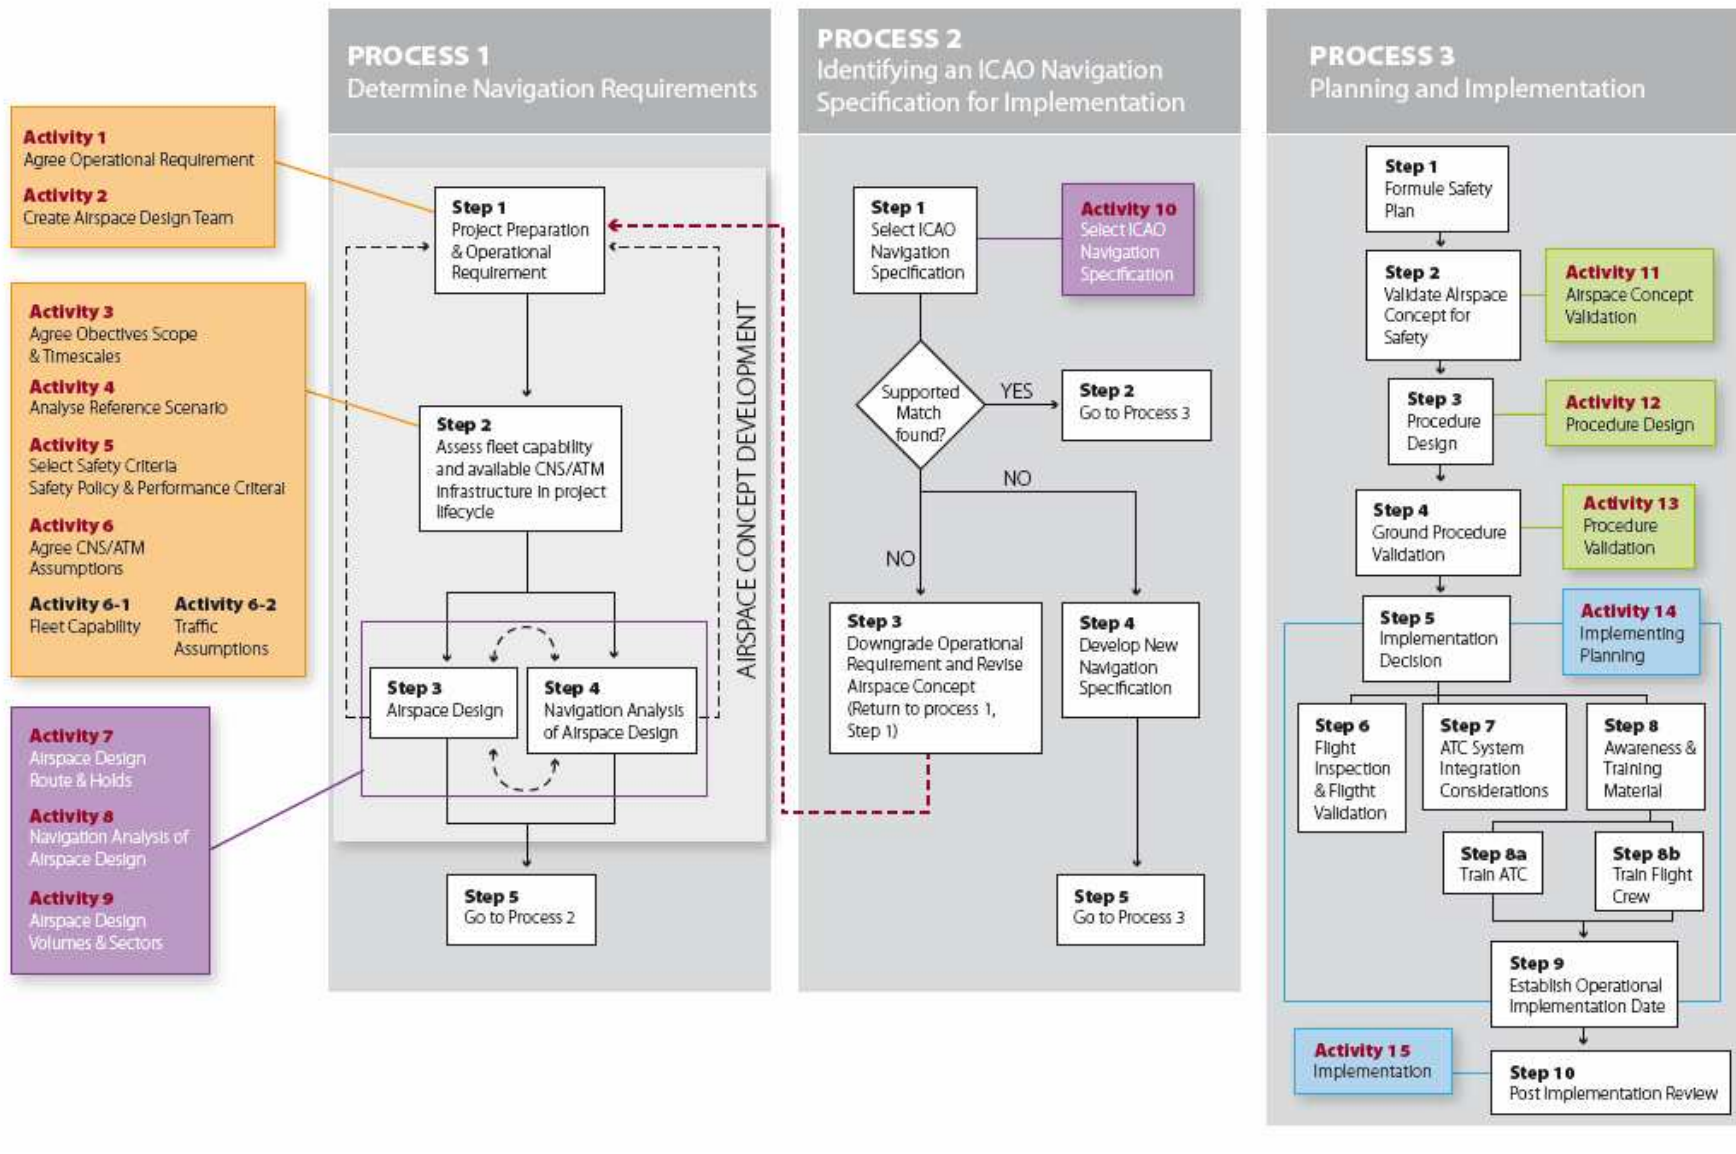 PROCESS 1
Determine Navigation Requirements
PROCESS 2
Identifying an ICAO Navigation
Specification for Implementation
PROCESS 3
Planning and Implementation
Activity 1
Agree Operational Requirement
Activity 2
Create Airspace Design Team
Activity 3
Agree Obectives Scope
& Timescales
Activity 4
Analyse Reference Scenario
Activity 5
Select Safety Criteria
Safety Policy & Performance Criteral
Activity 6
Agree CNS/ATM
Assumptions
Activity 6-1
Fleet Capability
Activity 6-2
Traffic
Assumptions
Activity 7
Airspace Design
Route & Holds
Activity 8
Navigation Analysis of
Airspace Design
Activity 9
Airspace Design
Volumes & Sectors
Step 1
Project Preparation
& Operational
Requirement
Step 2
Assess fleet capability
and available CNS/ATM
infrastructure in project
lifecycle
Step 3
Airspace Design
Step 4
Navigation Analysis
of Airspace Design
Step 5
Go to Process 2
AIRSPACE CONCEPT DEVELOPMENT
Step 1
Select ICAO
Navigation
Specification
Activity 10
Select ICAO
Navigation
Specification
Supported
Match
found?
YES
Step 2
Go to Process 3
NO
NO
Step 3
Downgrade Operational
Requirement and Revise
Airspace Concept
(Return to process 1,
Step 1)
Step 4
Develop New
Navigation
Specification
Step 5
Go to Process 3
Step 1
Formule Safety
Plan
Step 2
Validate Airspace
Concept for
Safety
Activity 11
Airspace Concept
Validation
Step 3
Procedure
Design
Activity 12
Procedure Design
Step 4
Ground Procedure
Validation
Activity 13
Procedure
Validation
Step 5
Implementation
Decision
Activity 14
Implementing
Planning
Step 6
Flight
Inspection
& Fligtht
Validation
Step 7
ATC System
Integration
Considerations
Step 8
Awareness &
Training
Material
Step 8a
Train ATC
Step 8b
Train Flight
Crew
Step 9
Establish Operational
Implementation Date
Activity 15
Implementation
Step 10
Post Implementation Review